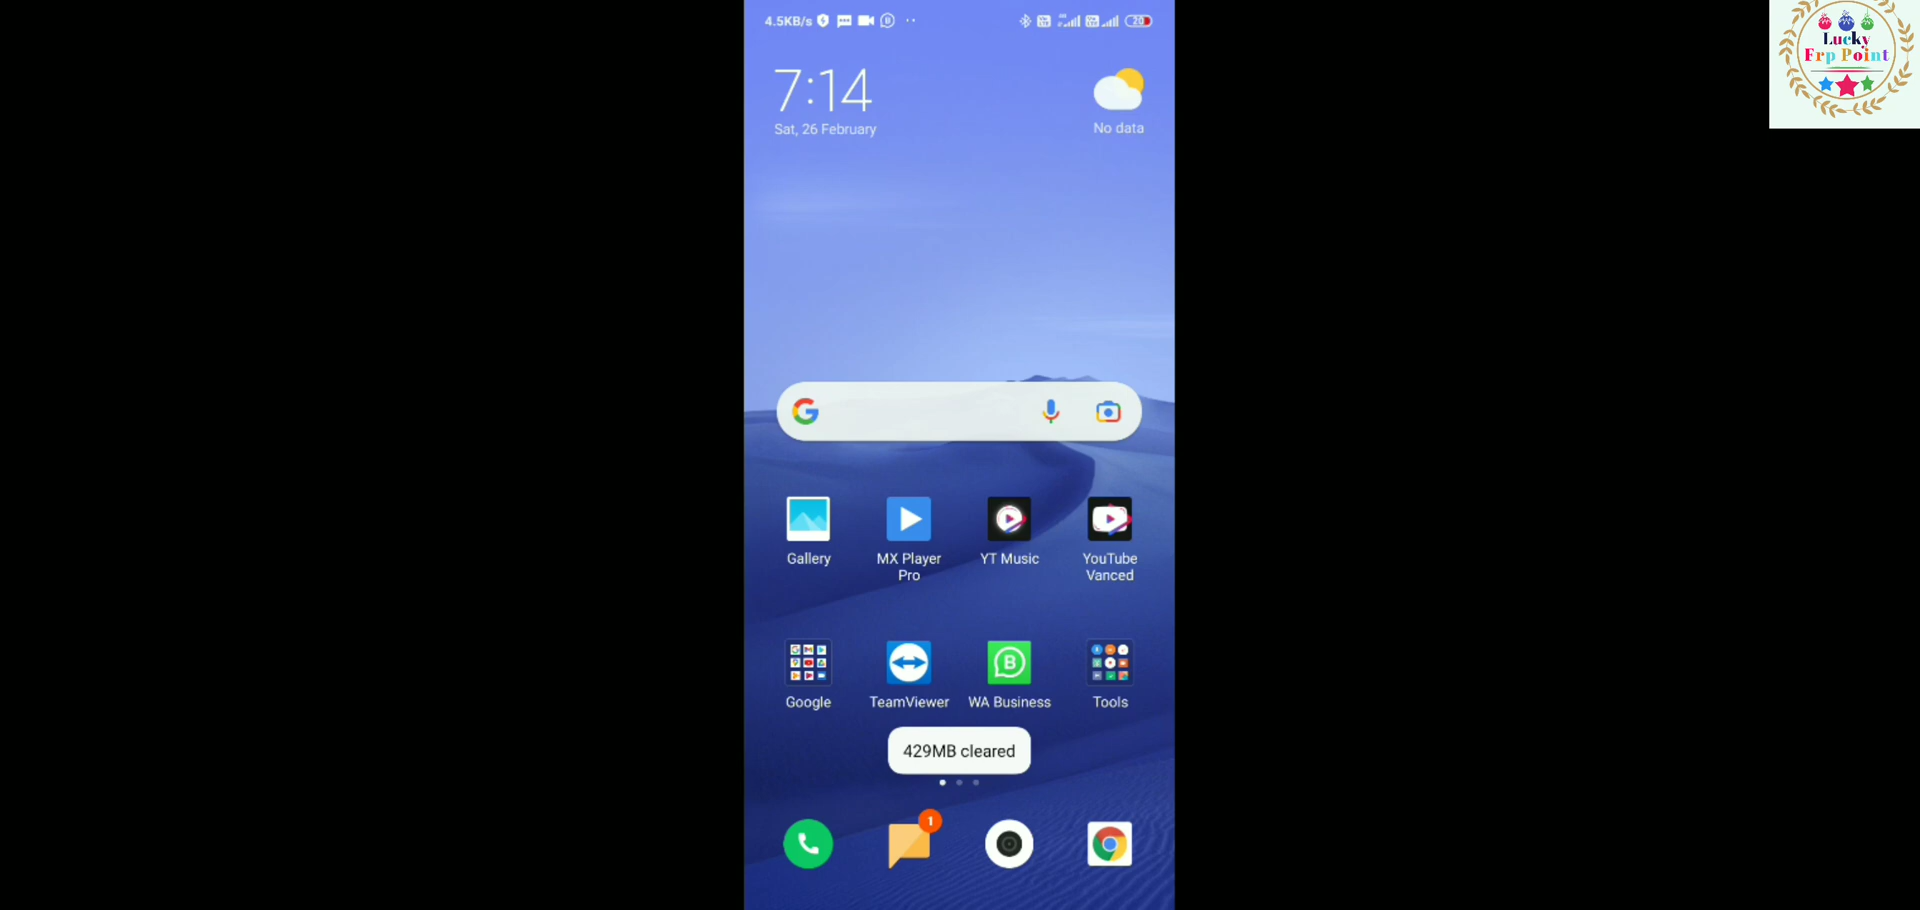 4.5KB/s
20
Lucky
Frp Point
7:14
Sat, 26 February
No data
Gallery
MX Player
Pro
YT Music
YouTube
Vanced
Google
TeamViewer
B
WA Business
Tools
429MB cleared
1